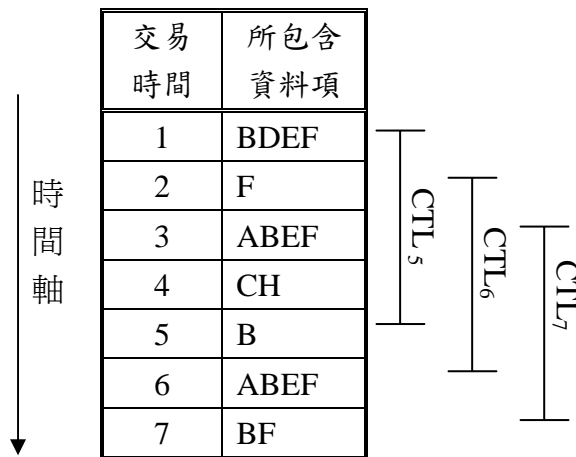 交易 所包含
時間 資料項
1 BDEF
2 F
3 ABEF
4 CH
5 B
6 ABEF
7 BF
時間軸
CTL5
CTL6
CTL7